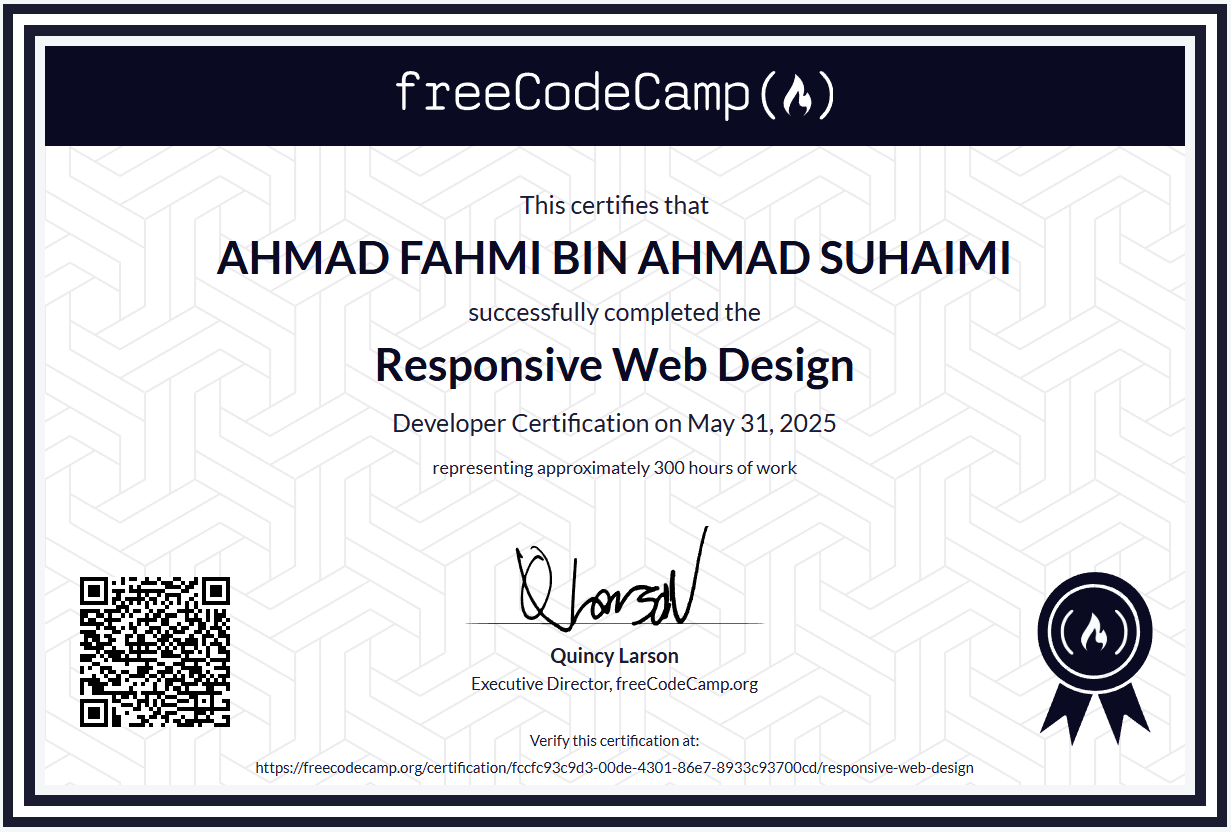 freeCodeCamp
This certifies that
AHMAD FAHMI BIN AHMAD SUHAIMI
successfully completed the
Responsive Web Design
Developer Certification on May 31, 2025
representing approximately 300 hours of work
QLarson
Quincy Larson
Executive Director, freeCodeCamp.org
Verify this certification at:
https://freecodecamp.org/certification/fccfc93c9d3-00de-4301-86e7-8933c93700cd/responsive-web-design